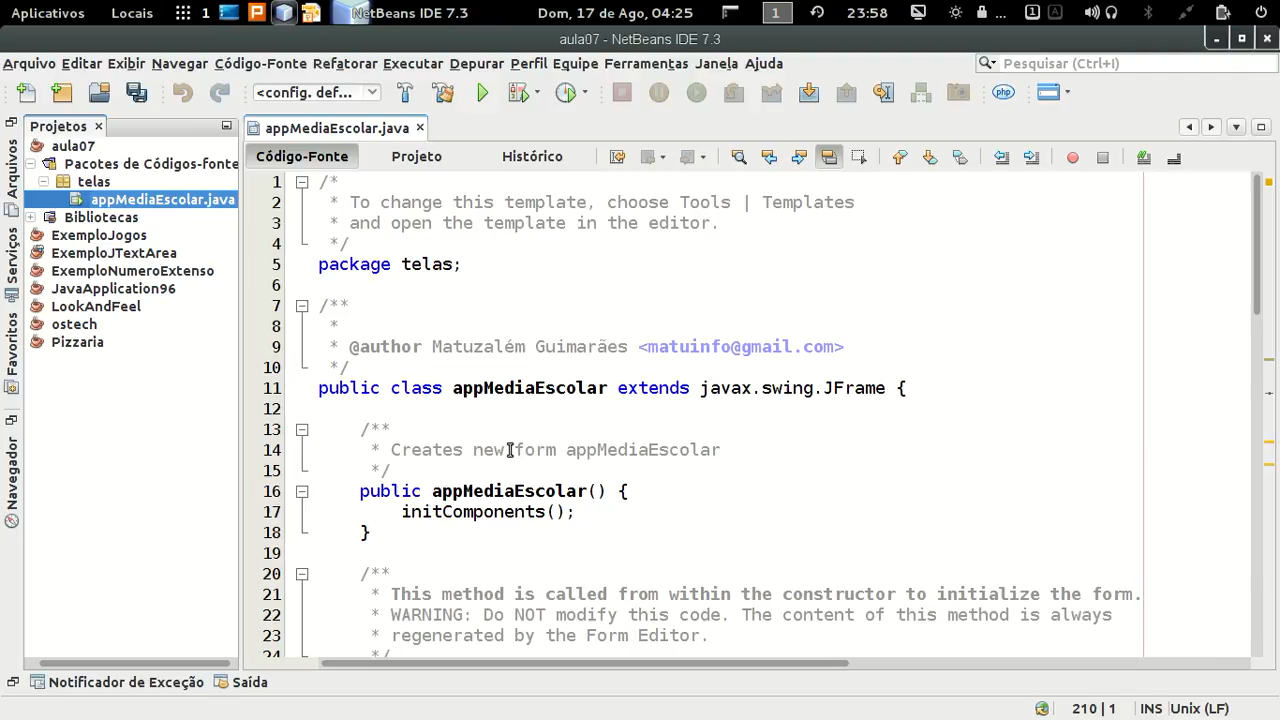 Aplicativos Locais 1 NetBeans IDE 7.3 Dom, 17 de Ago, 04:25 1 23:58 ... 1 A
aula07 - NetBeans IDE 7.3
Arquivo Editar Exibir Navegar Código-Fonte Refatorar Executar Depurar Perfil Equipe Ferramentas Janela Ajuda Pesquisar (Ctrl+I)
<config. def... php
Projetos
appMediaEscolar.java
Código-Fonte Projeto Histórico
Arquivos
Serviços
Favoritos
Navegador
aula07
Pacotes de Códigos-fonte
telas
appMediaEscolar.java
Bibliotecas
ExemploJogos
ExemploJTextArea
ExemploNumeroExtenso
JavaApplication96
LookAndFeel
ostech
Pizzaria
1 /*
2 * To change this template, choose Tools | Templates
3 * and open the template in the editor.
4 */
5 package telas;
6
7 /**
8 *
9 * @author Matuzalém Guimarães <matuinfo@gmail.com>
10 */
11 public class appMediaEscolar extends javax.swing.JFrame {
12
13 /**
14 * Creates new form appMediaEscolar
15 */
16 public appMediaEscolar() {
17 initComponents();
18 }
19
20 /**
21 * This method is called from within the constructor to initialize the form.
22 * WARNING: Do NOT modify this code. The content of this method is always
23 * regenerated by the Form Editor.
24 */
Notificador de Exceção Saída
210 | 1 INS Unix (LF)